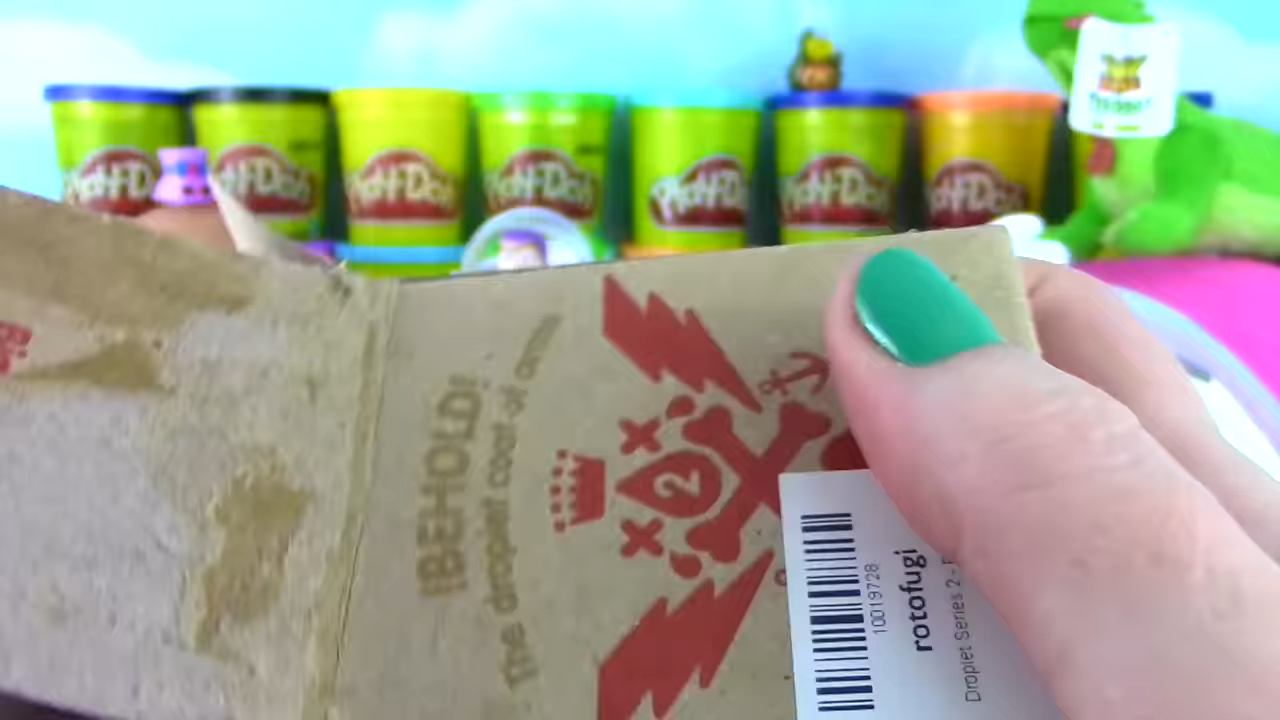 PLAY-DOH
PLAY-DOH
PLAY-DOH
PLAY-DOH
PLAY-DOH
PLAY-DOH
PLAY-DOH
¡BEHOLD!
The droplet coat of arms
2
10019728
rotofugi
Droplet Series 2 -